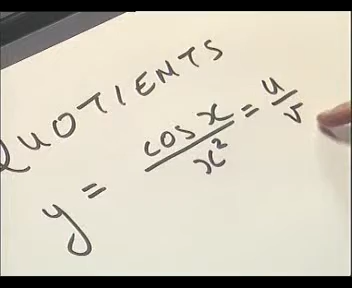 QUOTIENTS
y = cos x / x² = u / v